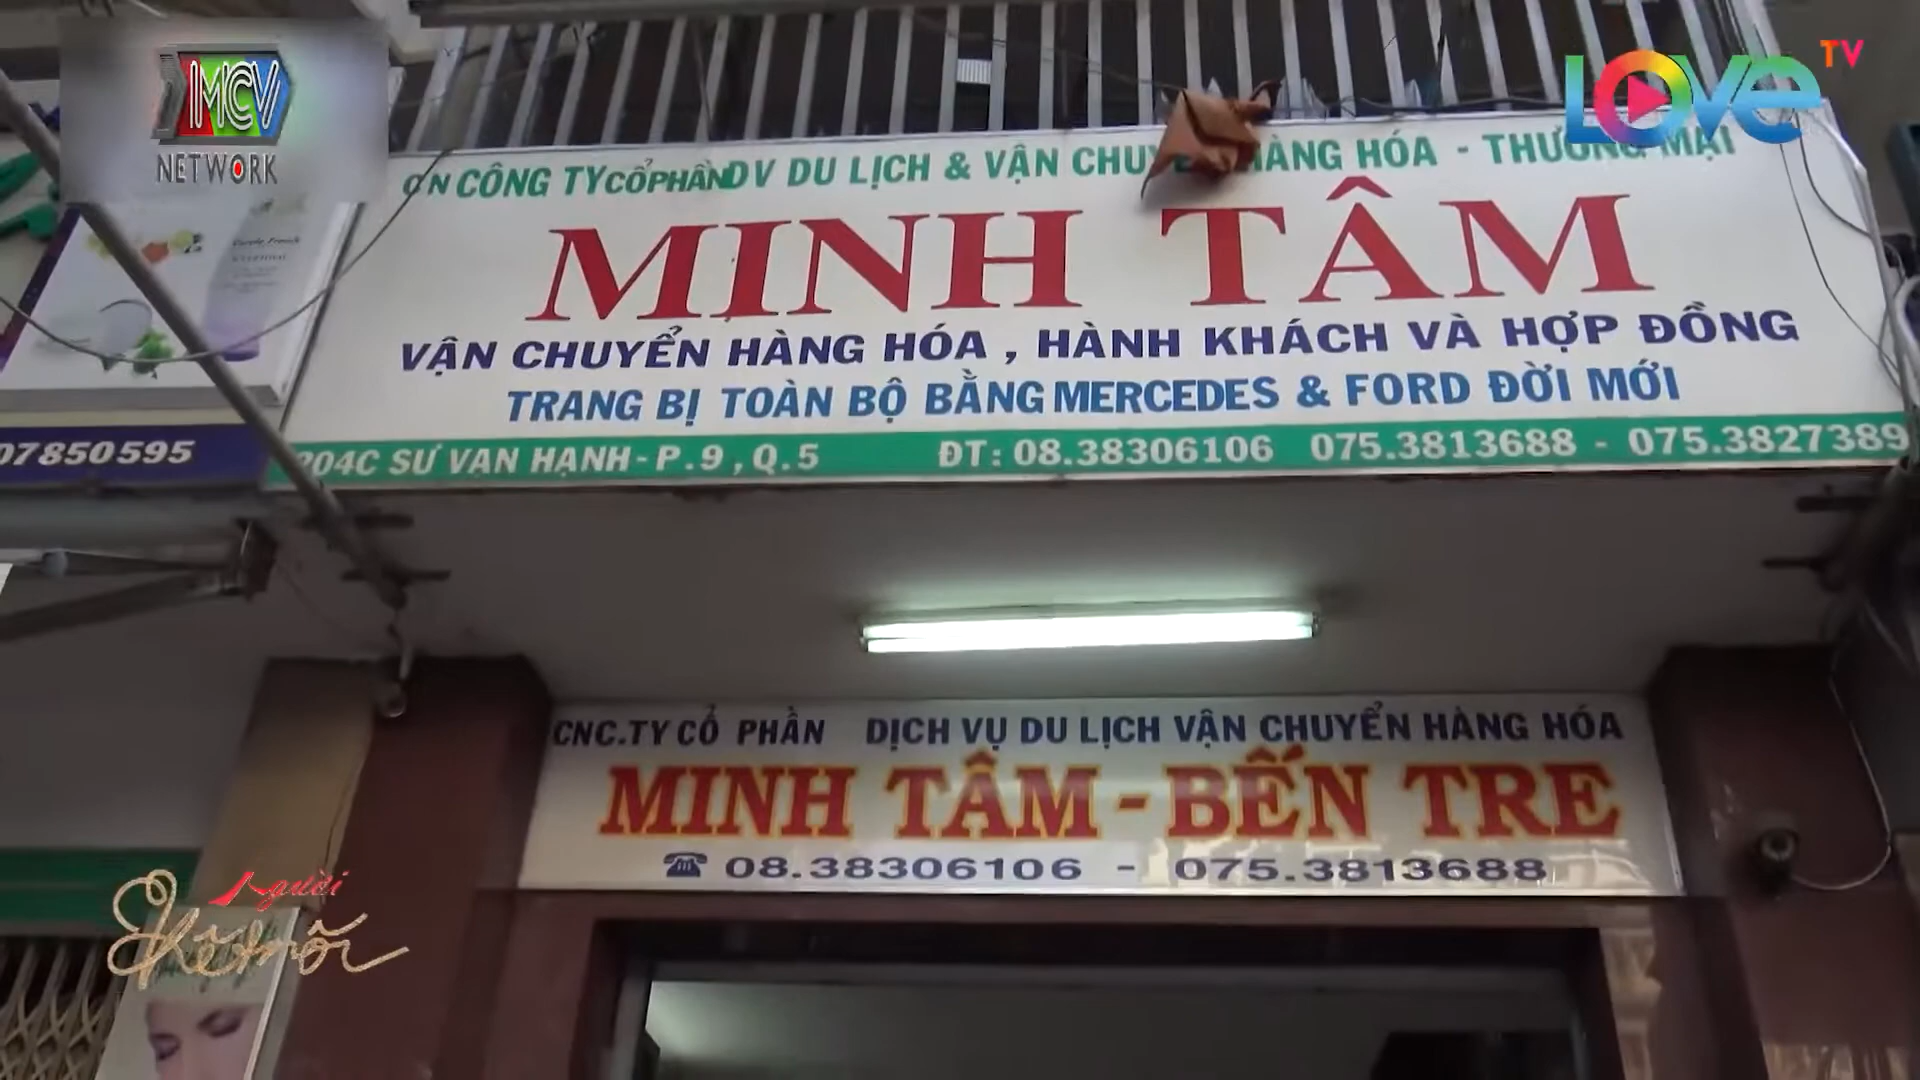 MCV
NETWORK
LOVE TV
CN CÔNG TY CỔ PHẦN DV DU LỊCH & VẬN CHUYỂN HÀNG HÓA - THƯƠNG MẠI
MINH TÂM
VẬN CHUYỂN HÀNG HÓA , HÀNH KHÁCH VÀ HỢP ĐỒNG
TRANG BỊ TOÀN BỘ BẰNG MERCEDES & FORD ĐỜI MỚI
204C SƯ VẠN HẠNH - P.9 , Q.5 ĐT: 08.38306106 075.3813688 - 075.3827389
07850595
CNC.TY CỔ PHẦN DỊCH VỤ DU LỊCH VẬN CHUYỂN HÀNG HÓA
MINH TÂM - BẾN TRE
☎ 08.38306106 - 075.3813688
Người